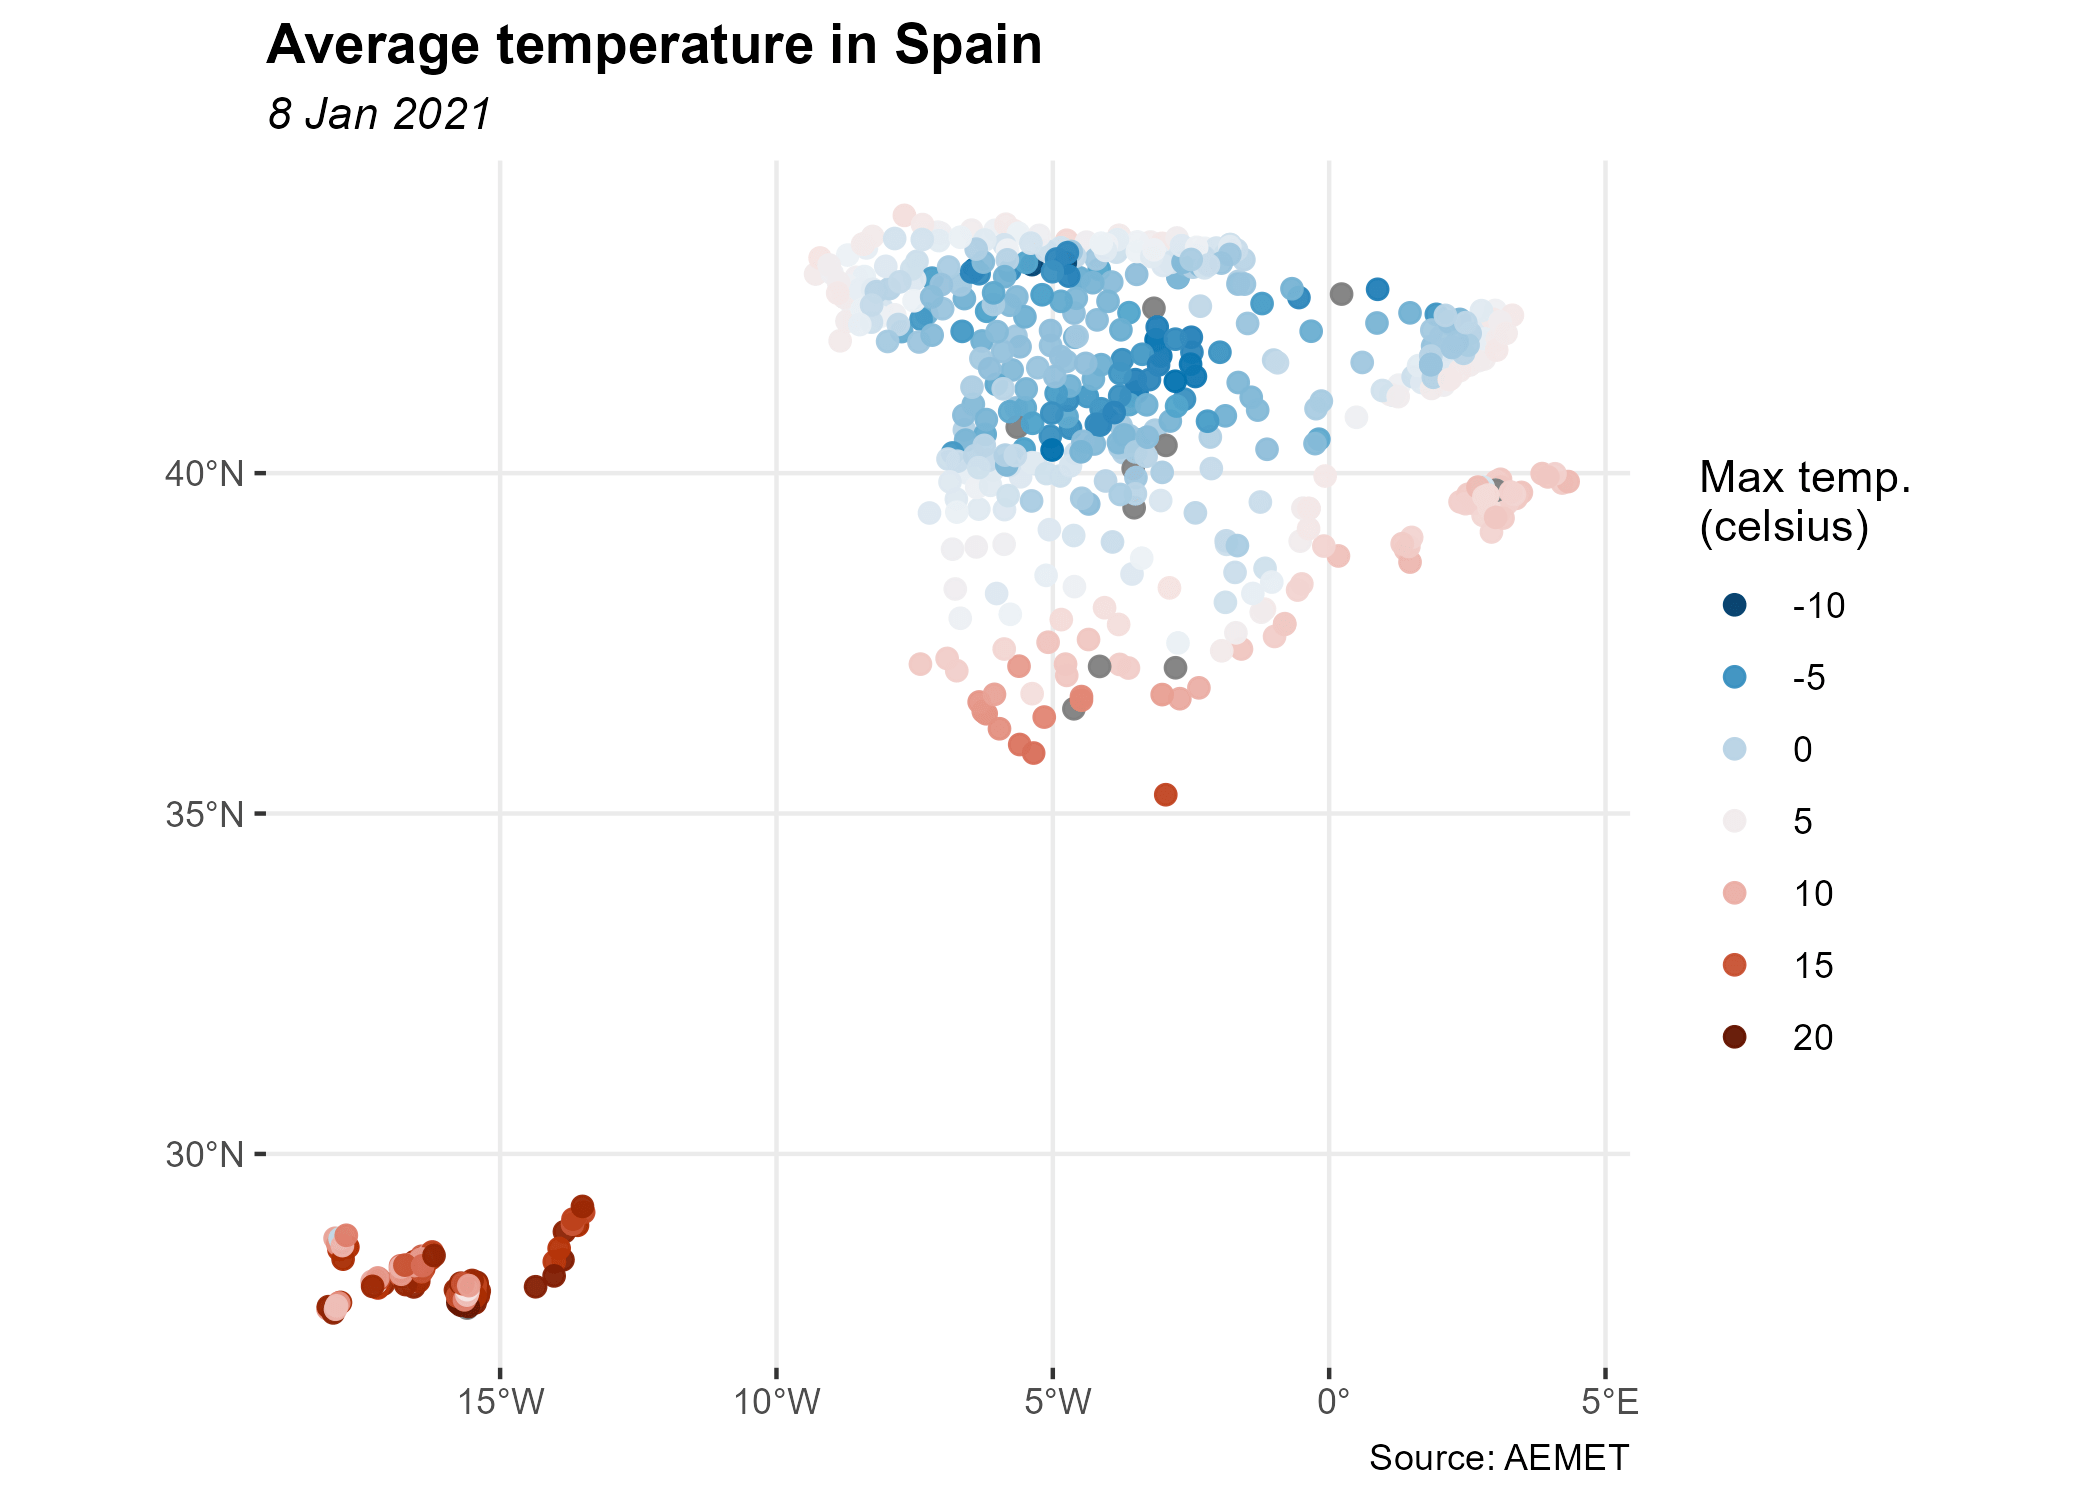 Average temperature in Spain
8 Jan 2021
40°N
35°N
30°N
15°W
10°W
5°W
0°
5°E
Max temp.
(celsius)
-10
-5
0
5
10
15
20
Source: AEMET